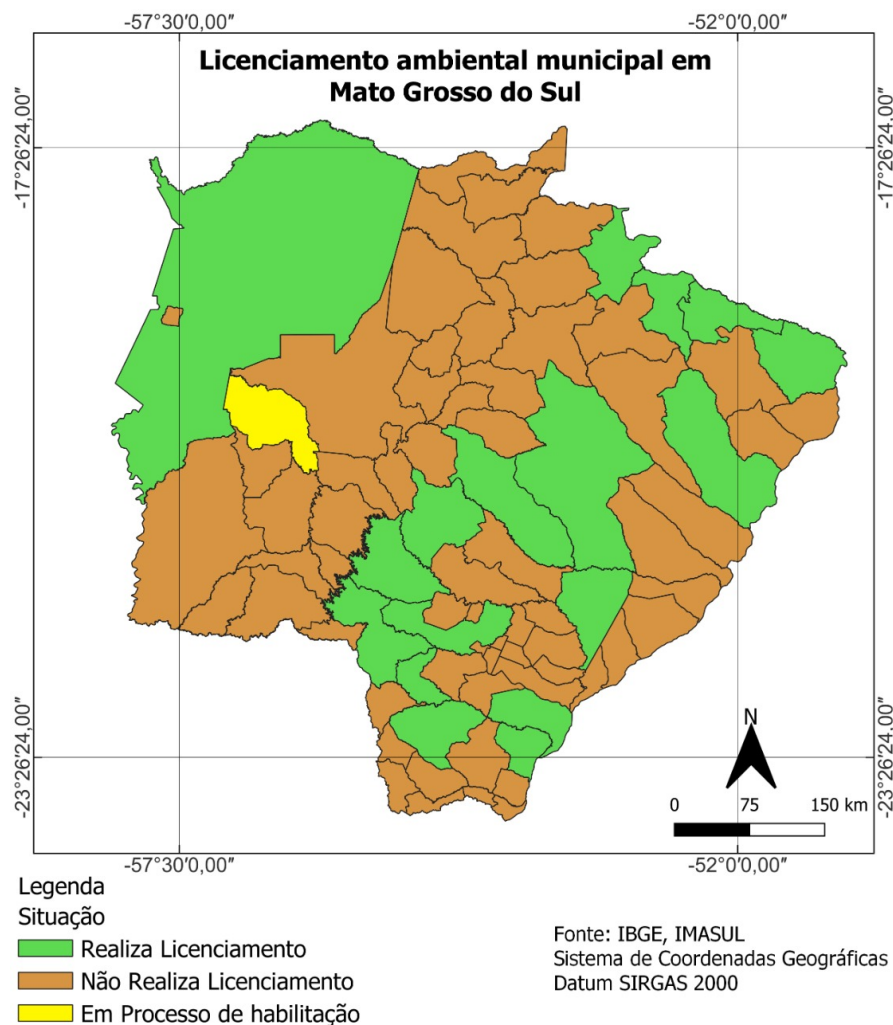 -57°30′0,00″
-52°0′0,00″
Licenciamento ambiental municipal em
Mato Grosso do Sul
-17°26′24,00″
-17°26′24,00″
-23°26′24,00″
-23°26′24,00″
N
0 75 150 km
-57°30′0,00″
-52°0′0,00″
Legenda
Situação
Realiza Licenciamento
Não Realiza Licenciamento
Em Processo de habilitação
Fonte: IBGE, IMASUL
Sistema de Coordenadas Geográficas
Datum SIRGAS 2000